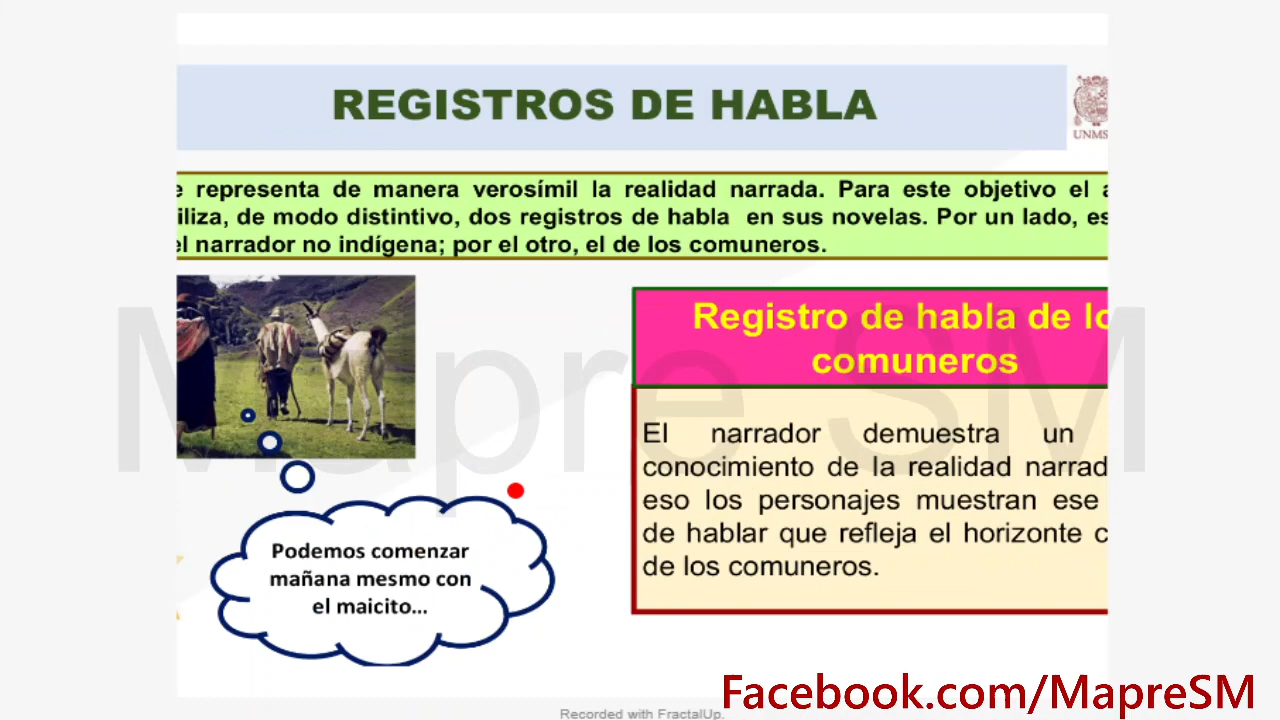 REGISTROS DE HABLA
UNMS
representa de manera verosímil la realidad narrada. Para este objetivo el
de modo distintivo, dos registros de habla en sus novelas. Por un lado,
narrador no indígena; por el otro, el de los comuneros.
Registro de habla de
comuneros
El narrador demuestra un
conocimiento de la realidad
eso los personajes muestran ese
de hablar que refleja el horizonte
de los comuneros.
Podemos comenzar
mañana mesmo con
el maicito...
Mapre SM
Facebook.com/MapreSM
Recorded with FractalUp.